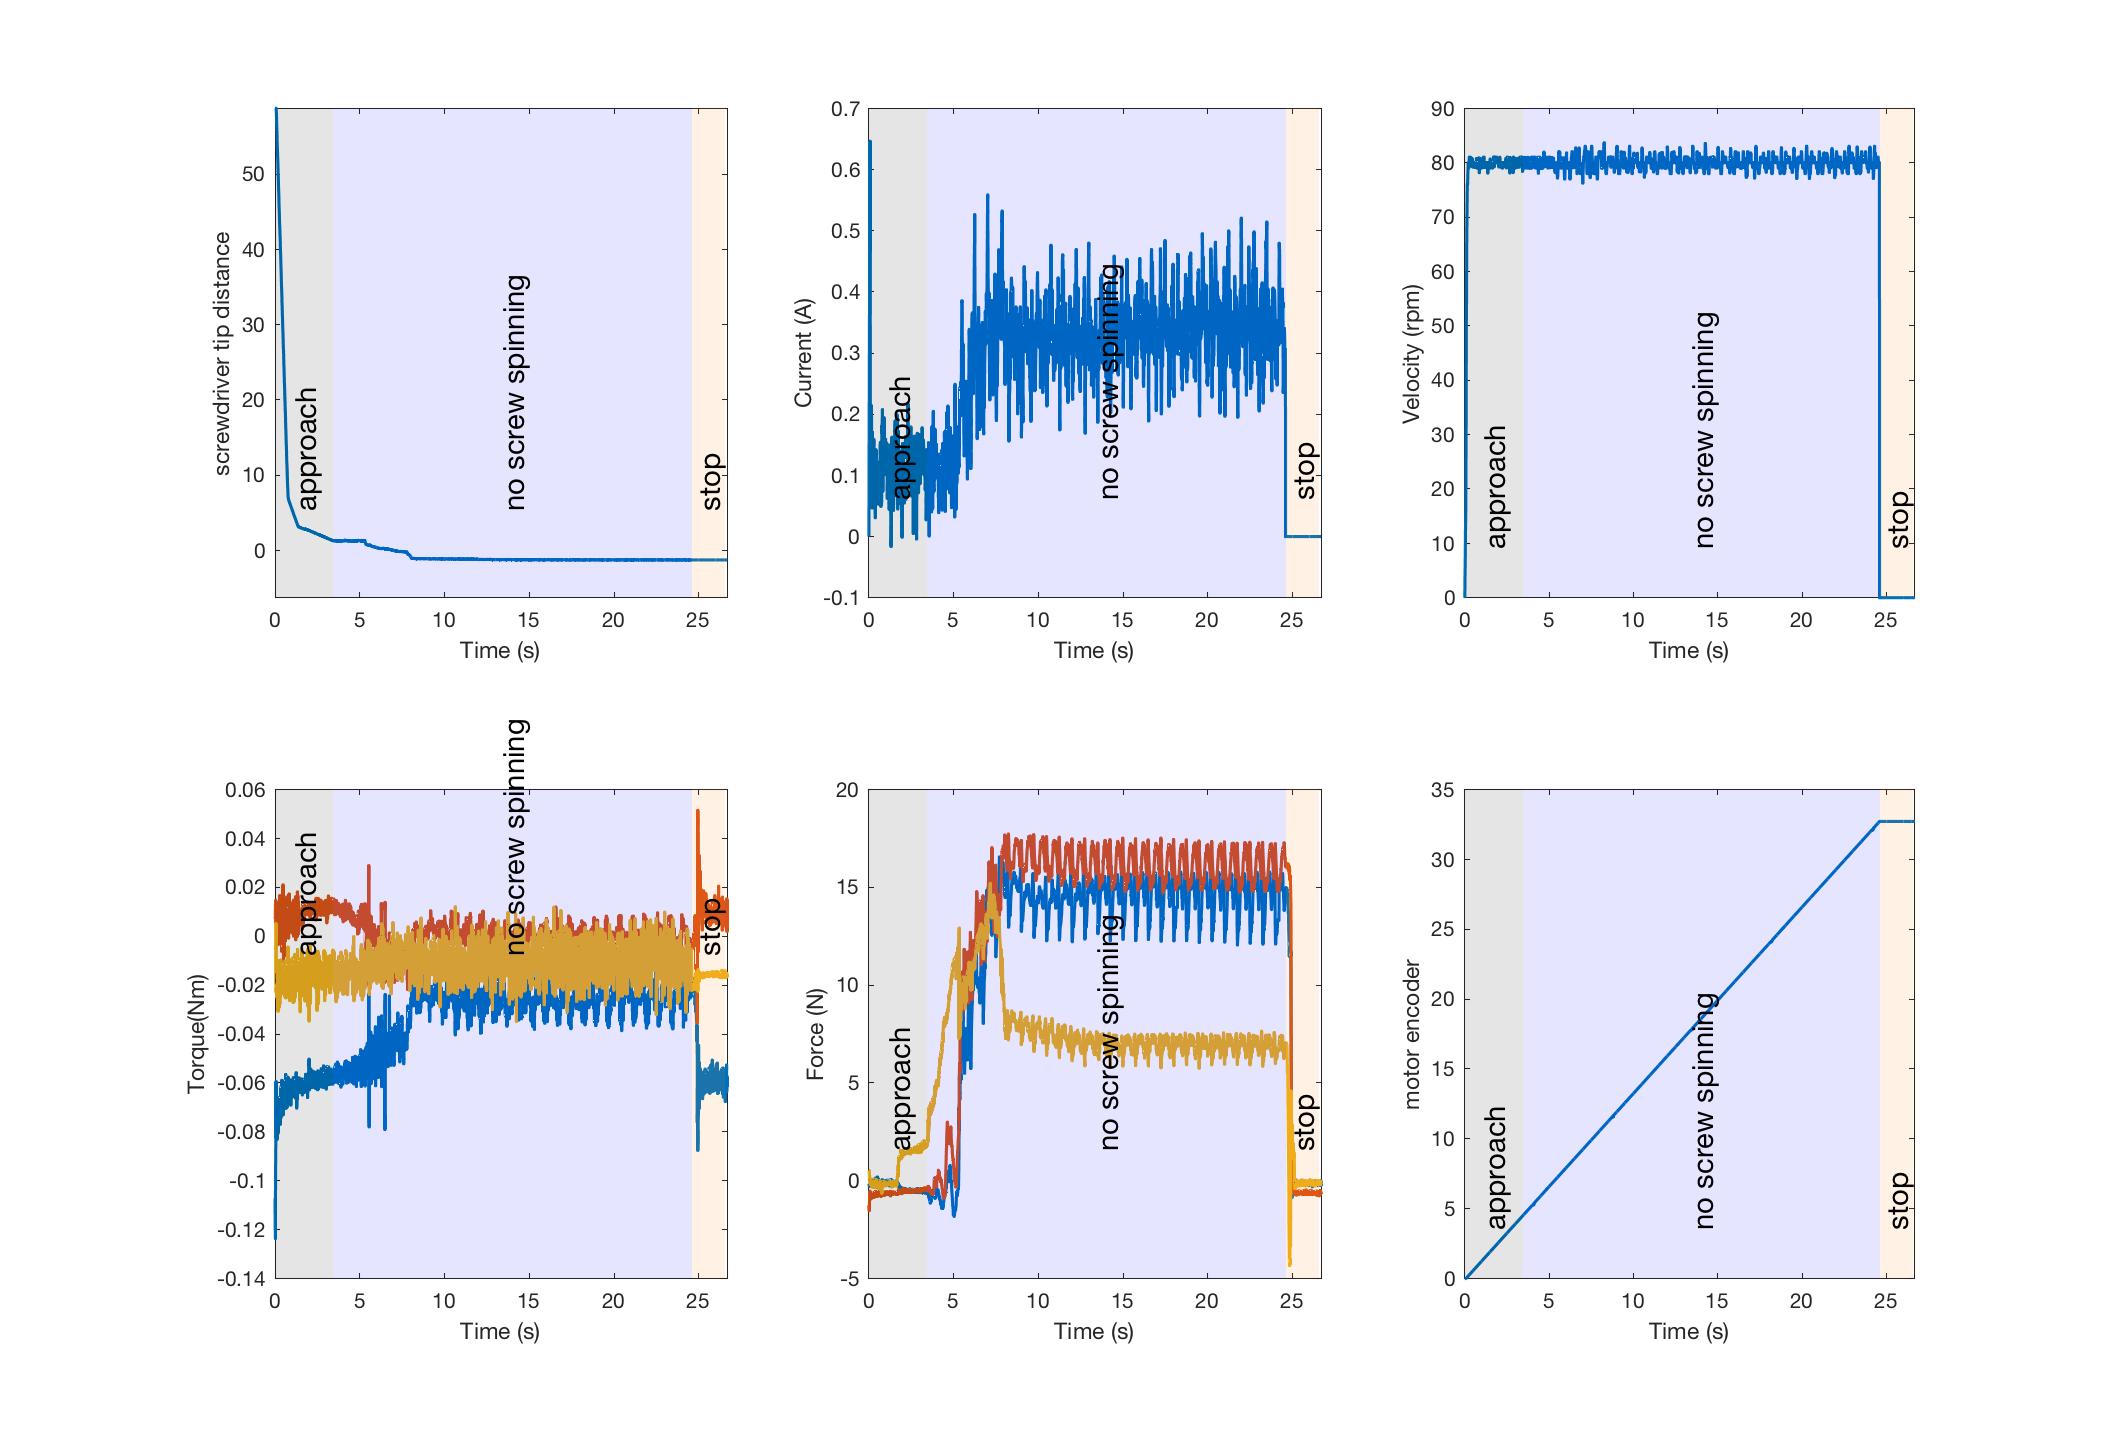 screwdriver tip distance
50
40
30
20
10
0
0 5 10 15 20 25
Time (s)
approach
no screw spinning
stop
Current (A)
0.7
0.6
0.5
0.4
0.3
0.2
0.1
0
-0.1
0 5 10 15 20 25
Time (s)
approach
no screw spinning
stop
Velocity (rpm)
90
80
70
60
50
40
30
20
10
0
0 5 10 15 20 25
Time (s)
approach
no screw spinning
stop
Torque(Nm)
0.06
0.04
0.02
0
-0.02
-0.04
-0.06
-0.08
-0.1
-0.12
-0.14
0 5 10 15 20 25
Time (s)
approach
no screw spinning
stop
Force (N)
20
15
10
5
0
-5
0 5 10 15 20 25
Time (s)
approach
no screw spinning
stop
motor encoder
35
30
25
20
15
10
5
0
0 5 10 15 20 25
Time (s)
approach
no screw spinning
stop